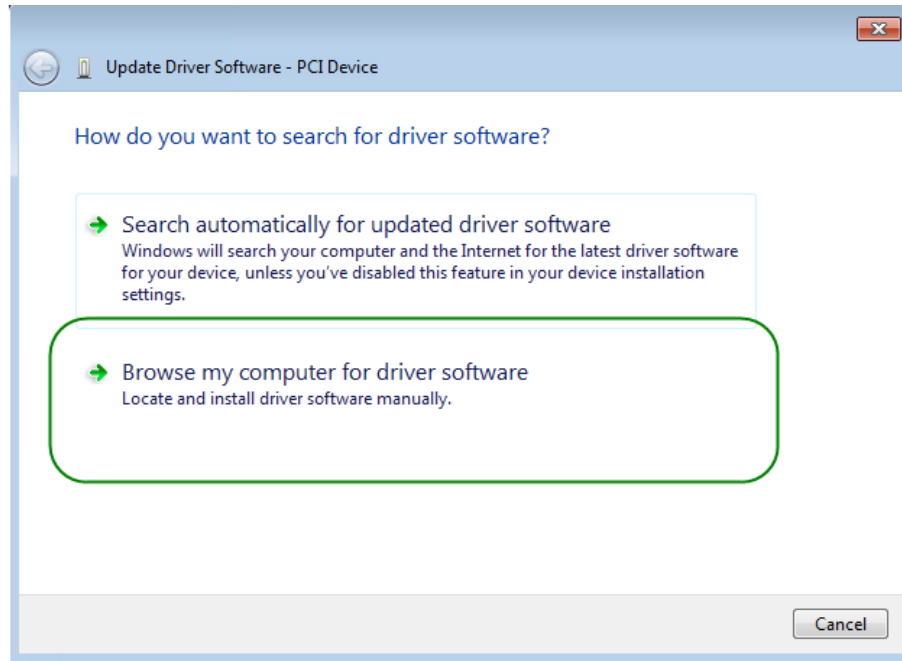 Update Driver Software - PCI Device
How do you want to search for driver software?
Search automatically for updated driver software
Windows will search your computer and the Internet for the latest driver software
for your device, unless you've disabled this feature in your device installation
settings.
Browse my computer for driver software
Locate and install driver software manually.
Cancel